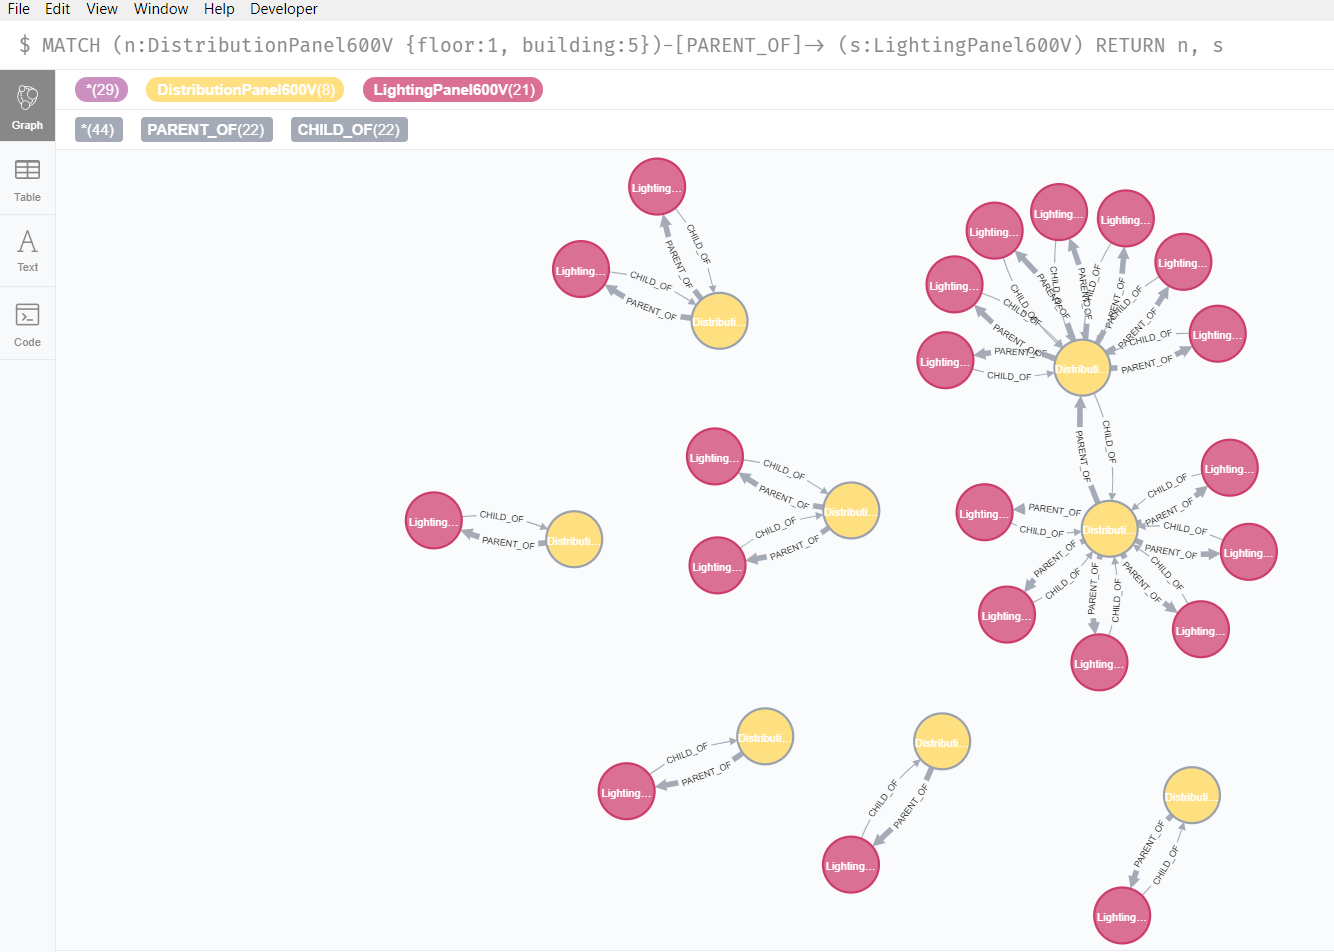 File Edit View Window Help Developer
$ MATCH (n:DistributionPanel600V {floor:1, building:5})-[PARENT_OF]-> (s:LightingPanel600V) RETURN n, s
Graph
*(29) DistributionPanel600V(8) LightingPanel600V(21)
*(44) PARENT_OF(22) CHILD_OF(22)
Table
Text
Code
Lighting...
CHILD_OF
PARENT_OF
Lighting...
CHILD_OF
PARENT_OF
Distributi...
Lighting...
Lighting...
Lighting...
Lighting...
Lighting...
Lighting...
Lighting...
CHILD_OF
CHILD_OF
CHILD_OF
CHILD_OF
CHILD_OF
CHILD_OF
CHILD_OF
PARENT_OF
PARENT_OF
PARENT_OF
PARENT_OF
PARENT_OF
PARENT_OF
PARENT_OF
Distributi...
PARENT_OF
CHILD_OF
Lighting...
CHILD_OF
PARENT_OF
Distributi...
CHILD_OF
PARENT_OF
Lighting...
Lighting...
CHILD_OF
PARENT_OF
Distributi...
Lighting...
CHILD_OF
PARENT_OF
Lighting...
PARENT_OF
CHILD_OF
Distributi...
CHILD_OF
PARENT_OF
Lighting...
PARENT_OF
CHILD_OF
Lighting...
PARENT_OF
CHILD_OF
Lighting...
PARENT_OF
CHILD_OF
Lighting...
Distributi...
CHILD_OF
PARENT_OF
Lighting...
Distributi...
CHILD_OF
PARENT_OF
Lighting...
Distributi...
PARENT_OF
CHILD_OF
Lighting...